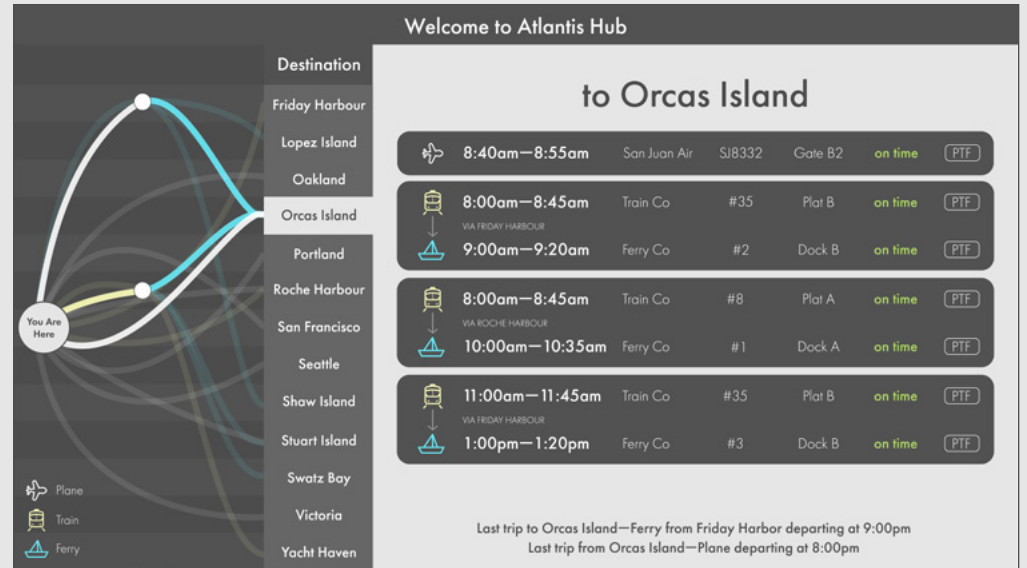 Welcome to Atlantis Hub
Destination
Friday Harbour
Lopez Island
Oakland
Orcas Island
Portland
Roche Harbour
San Francisco
Seattle
Shaw Island
Stuart Island
Swatz Bay
Victoria
Yacht Haven
You Are
Here
Plane
Train
Ferry
to Orcas Island
8:40am—8:55am San Juan Air SJ8332 Gate B2 on time PTF
8:00am—8:45am Train Co #35 Plat B on time PTF
VIA FRIDAY HARBOUR
9:00am—9:20am Ferry Co #2 Dock B on time PTF
8:00am—8:45am Train Co #8 Plat A on time PTF
VIA ROCHE HARBOUR
10:00am—10:35am Ferry Co #1 Dock A on time PTF
11:00am—11:45am Train Co #35 Plat B on time PTF
VIA FRIDAY HARBOUR
1:00pm—1:20pm Ferry Co #3 Dock B on time PTF
Last trip to Orcas Island—Ferry from Friday Harbor departing at 9:00pm
Last trip from Orcas Island—Plane departing at 8:00pm